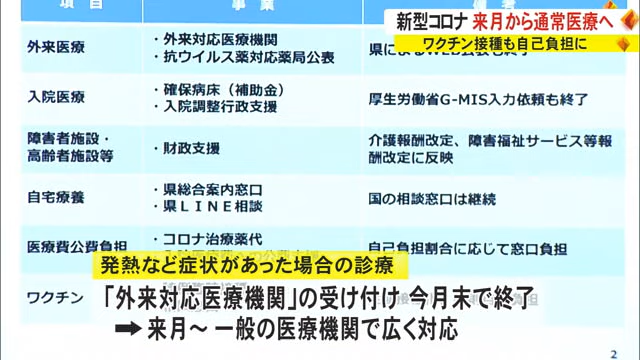 新型コロナ 来月から通常医療へ
ワクチン接種も自己負担に
項目 事業 備考
外来医療
・外来対応医療機関
・抗ウイルス薬対応薬局公表
入院医療
・確保病床（補助金）
・入院調整行政支援
厚生労働省G-MIS入力依頼も終了
障害者施設・
高齢者施設等
・財政支援
介護報酬改定、障害福祉サービス等報
酬改定に反映
自宅療養
・県総合案内窓口
・県LINE相談
国の相談窓口は継続
医療費公費負担
・コロナ治療薬代
自己負担割合に応じて窓口負担
ワクチン
発熱など症状があった場合の診療
「外来対応医療機関」の受け付け 今月末で終了
➡来月～ 一般の医療機関で広く対応
2